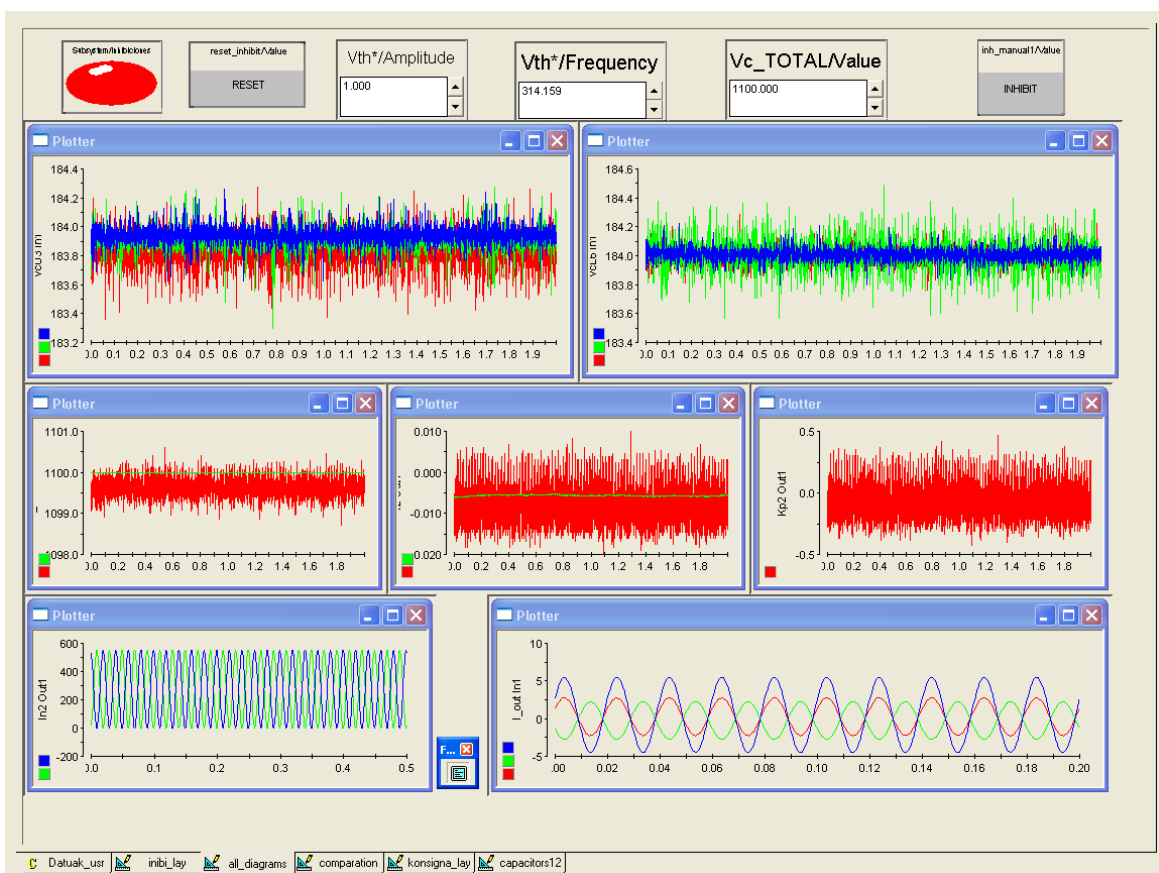 Subsystem/Inhibiciones
reset_inhibit/Value
RESET
Vth*/Amplitude
1.000
Vth*/Frequency
314.159
Vc_TOTAL/Value
1100.000
inh_manual1/Value
INHIBIT
Plotter
184.4
184.2
184.0
183.8
183.6
183.4
183.2
0.0 0.1 0.2 0.3 0.4 0.5 0.6 0.7 0.8 0.9 1.0 1.1 1.2 1.3 1.4 1.5 1.6 1.7 1.8 1.9
Plotter
184.6
184.4
184.2
184.0
183.8
183.6
183.4
0.0 0.1 0.2 0.3 0.4 0.5 0.6 0.7 0.8 0.9 1.0 1.1 1.2 1.3 1.4 1.5 1.6 1.7 1.8 1.9
Plotter
1101.0
1100.0
1099.0
1098.0
0.0 0.2 0.4 0.6 0.8 1.0 1.2 1.4 1.6 1.8
Plotter
0.010
0.000
-0.010
-0.020
0.0 0.2 0.4 0.6 0.8 1.0 1.2 1.4 1.6 1.8
Plotter
Kp2 Out1
0.5
0.0
-0.5
0.0 0.2 0.4 0.6 0.8 1.0 1.2 1.4 1.6 1.8
Plotter
In2 Out1
600
400
200
0
-200
0.0 0.1 0.2 0.3 0.4 0.5
F...
Plotter
I_out In1
10
5
0
-5
.00 0.02 0.04 0.06 0.08 0.10 0.12 0.14 0.16 0.18 0.20
Datuak_usr inibi_lay all_diagrams comparation konsigna_lay capacitors12